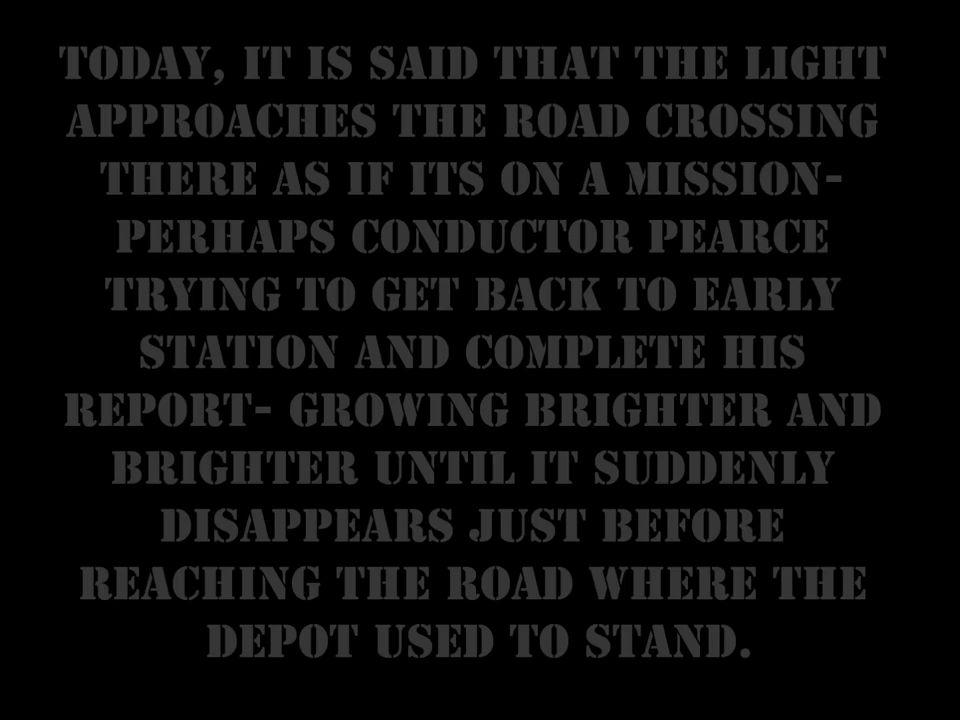 TODAY, IT IS SAID THAT THE LIGHT
APPROACHES THE ROAD CROSSING
THERE AS IF ITS ON A MISSION-
PERHAPS CONDUCTOR PEARCE
TRYING TO GET BACK TO EARLY
STATION AND COMPLETE HIS
REPORT- GROWING BRIGHTER AND
BRIGHTER UNTIL IT SUDDENLY
DISAPPEARS JUST BEFORE
REACHING THE ROAD WHERE THE
DEPOT USED TO STAND.